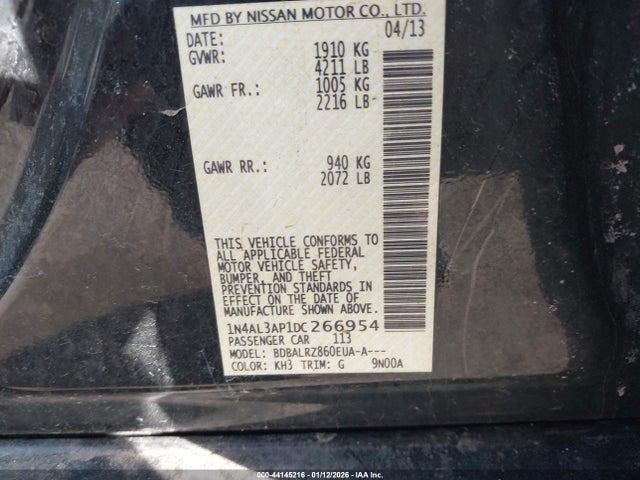 MFD BY NISSAN MOTOR CO., LTD.
DATE: 04/13
GVWR: 1910 KG
4211 LB
GAWR FR.: 1005 KG
2216 LB
GAWR RR.: 940 KG
2072 LB
THIS VEHICLE CONFORMS TO
ALL APPLICABLE FEDERAL
MOTOR VEHICLE SAFETY,
BUMPER, AND THEFT
PREVENTION STANDARDS IN
EFFECT ON THE DATE OF
MANUFACTURE SHOWN ABOVE.
1N4AL3AP1DC266954
PASSENGER CAR 113
MODEL: BDBALRZ860EUA-A---
COLOR: KH3 TRIM: G 9N00A
000-44145216 - 01/12/2026 - IAA Inc.